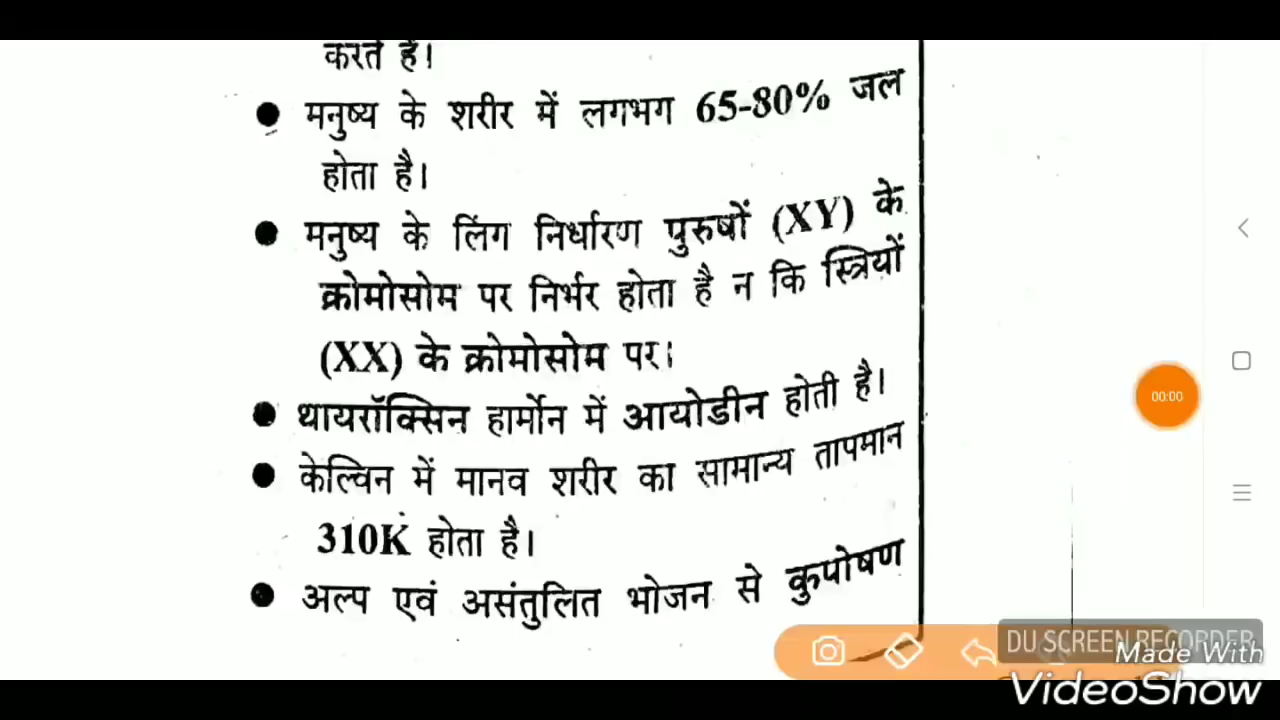 करते हैं।
● मनुष्य के शरीर में लगभग 65-80% जल
होता है।
● मनुष्य के लिंग निर्धारण पुरुषों (XY) के
क्रोमोसोम पर निर्भर होता है न कि स्त्रियों
(XX) के क्रोमोसोम पर।
● थायरॉक्सिन हार्मोन में आयोडीन होती है।
● केल्विन में मानव शरीर का सामान्य तापमान
310K होता है।
● अल्प एवं असंतुलित भोजन से कुपोषण
00:00
DU SCREEN RECORDER
Made With
VideoShow